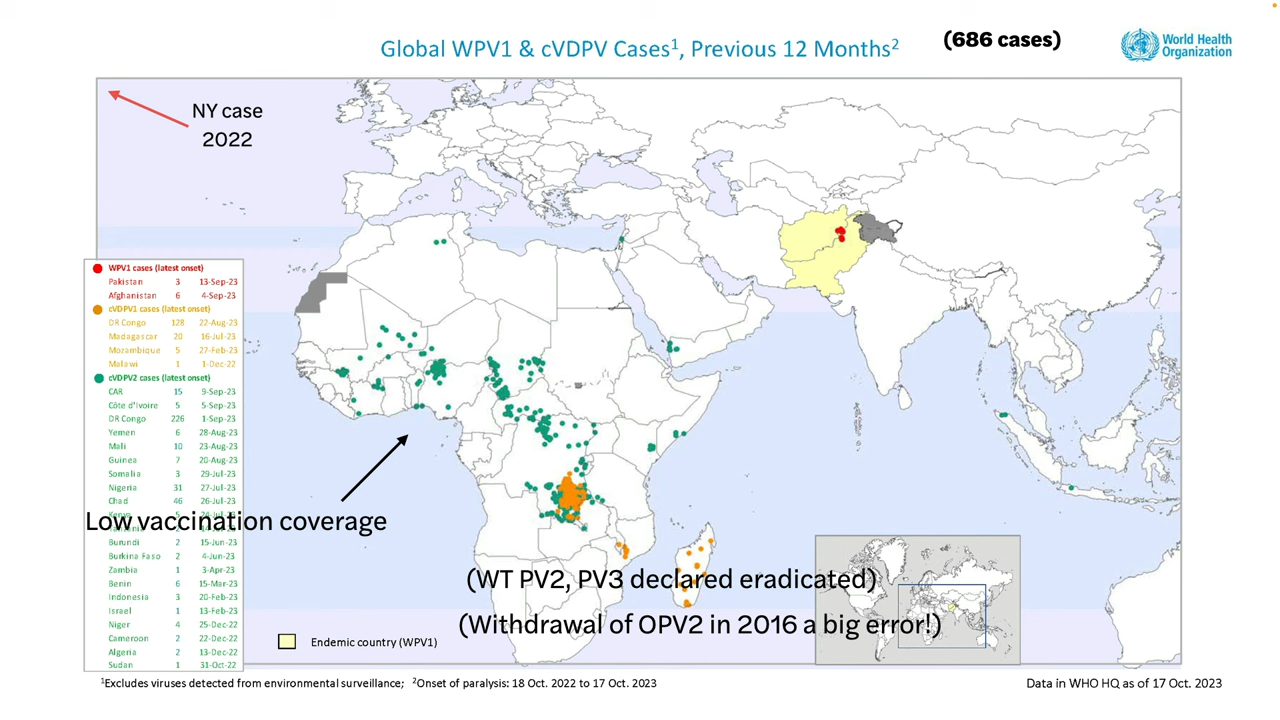 Global WPV1 & cVDPV Cases¹, Previous 12 Months²
(686 cases)
World Health
Organization
NY case
2022
WPV1 cases (latest onset)
Pakistan 3 13-Sep-23
Afghanistan 6 4-Sep-23
cVDPV1 cases (latest onset)
DR Congo 128 22-Aug-23
Madagascar 20 16-Jul-23
Mozambique 5 27-Feb-23
Malawi 1 1-Dec-22
cVDPV2 cases (latest onset)
CAR 15 9-Sep-23
Côte d'Ivoire 5 5-Sep-23
DR Congo 226 1-Sep-23
Yemen 6 28-Aug-23
Mali 10 23-Aug-23
Guinea 7 20-Aug-23
Somalia 3 29-Jul-23
Nigeria 31 27-Jul-23
Chad 46 26-Jul-23
Low vaccination coverage
Burundi 2 15-Jun-23
Burkina Faso 2 4-Jun-23
Zambia 1 3-Apr-23
Benin 6 15-Mar-23
Indonesia 3 20-Feb-23
Israel 1 13-Feb-23
Niger 4 25-Dec-22
Cameroon 2 22-Dec-22
Algeria 2 13-Dec-22
Sudan 1 31-Oct-22
(WT PV2, PV3 declared eradicated)
(Withdrawal of OPV2 in 2016 a big error!)
Endemic country (WPV1)
¹Excludes viruses detected from environmental surveillance; ²Onset of paralysis: 18 Oct. 2022 to 17 Oct. 2023
Data in WHO HQ as of 17 Oct. 2023